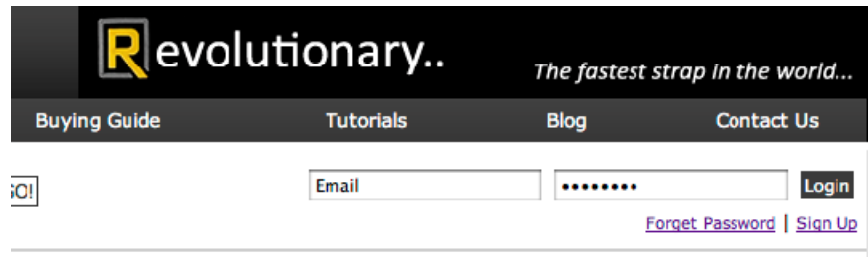 Revolutionary..
The fastest strap in the world...
Buying Guide Tutorials Blog Contact Us
GO! Email •••••••• Login
Forget Password | Sign Up